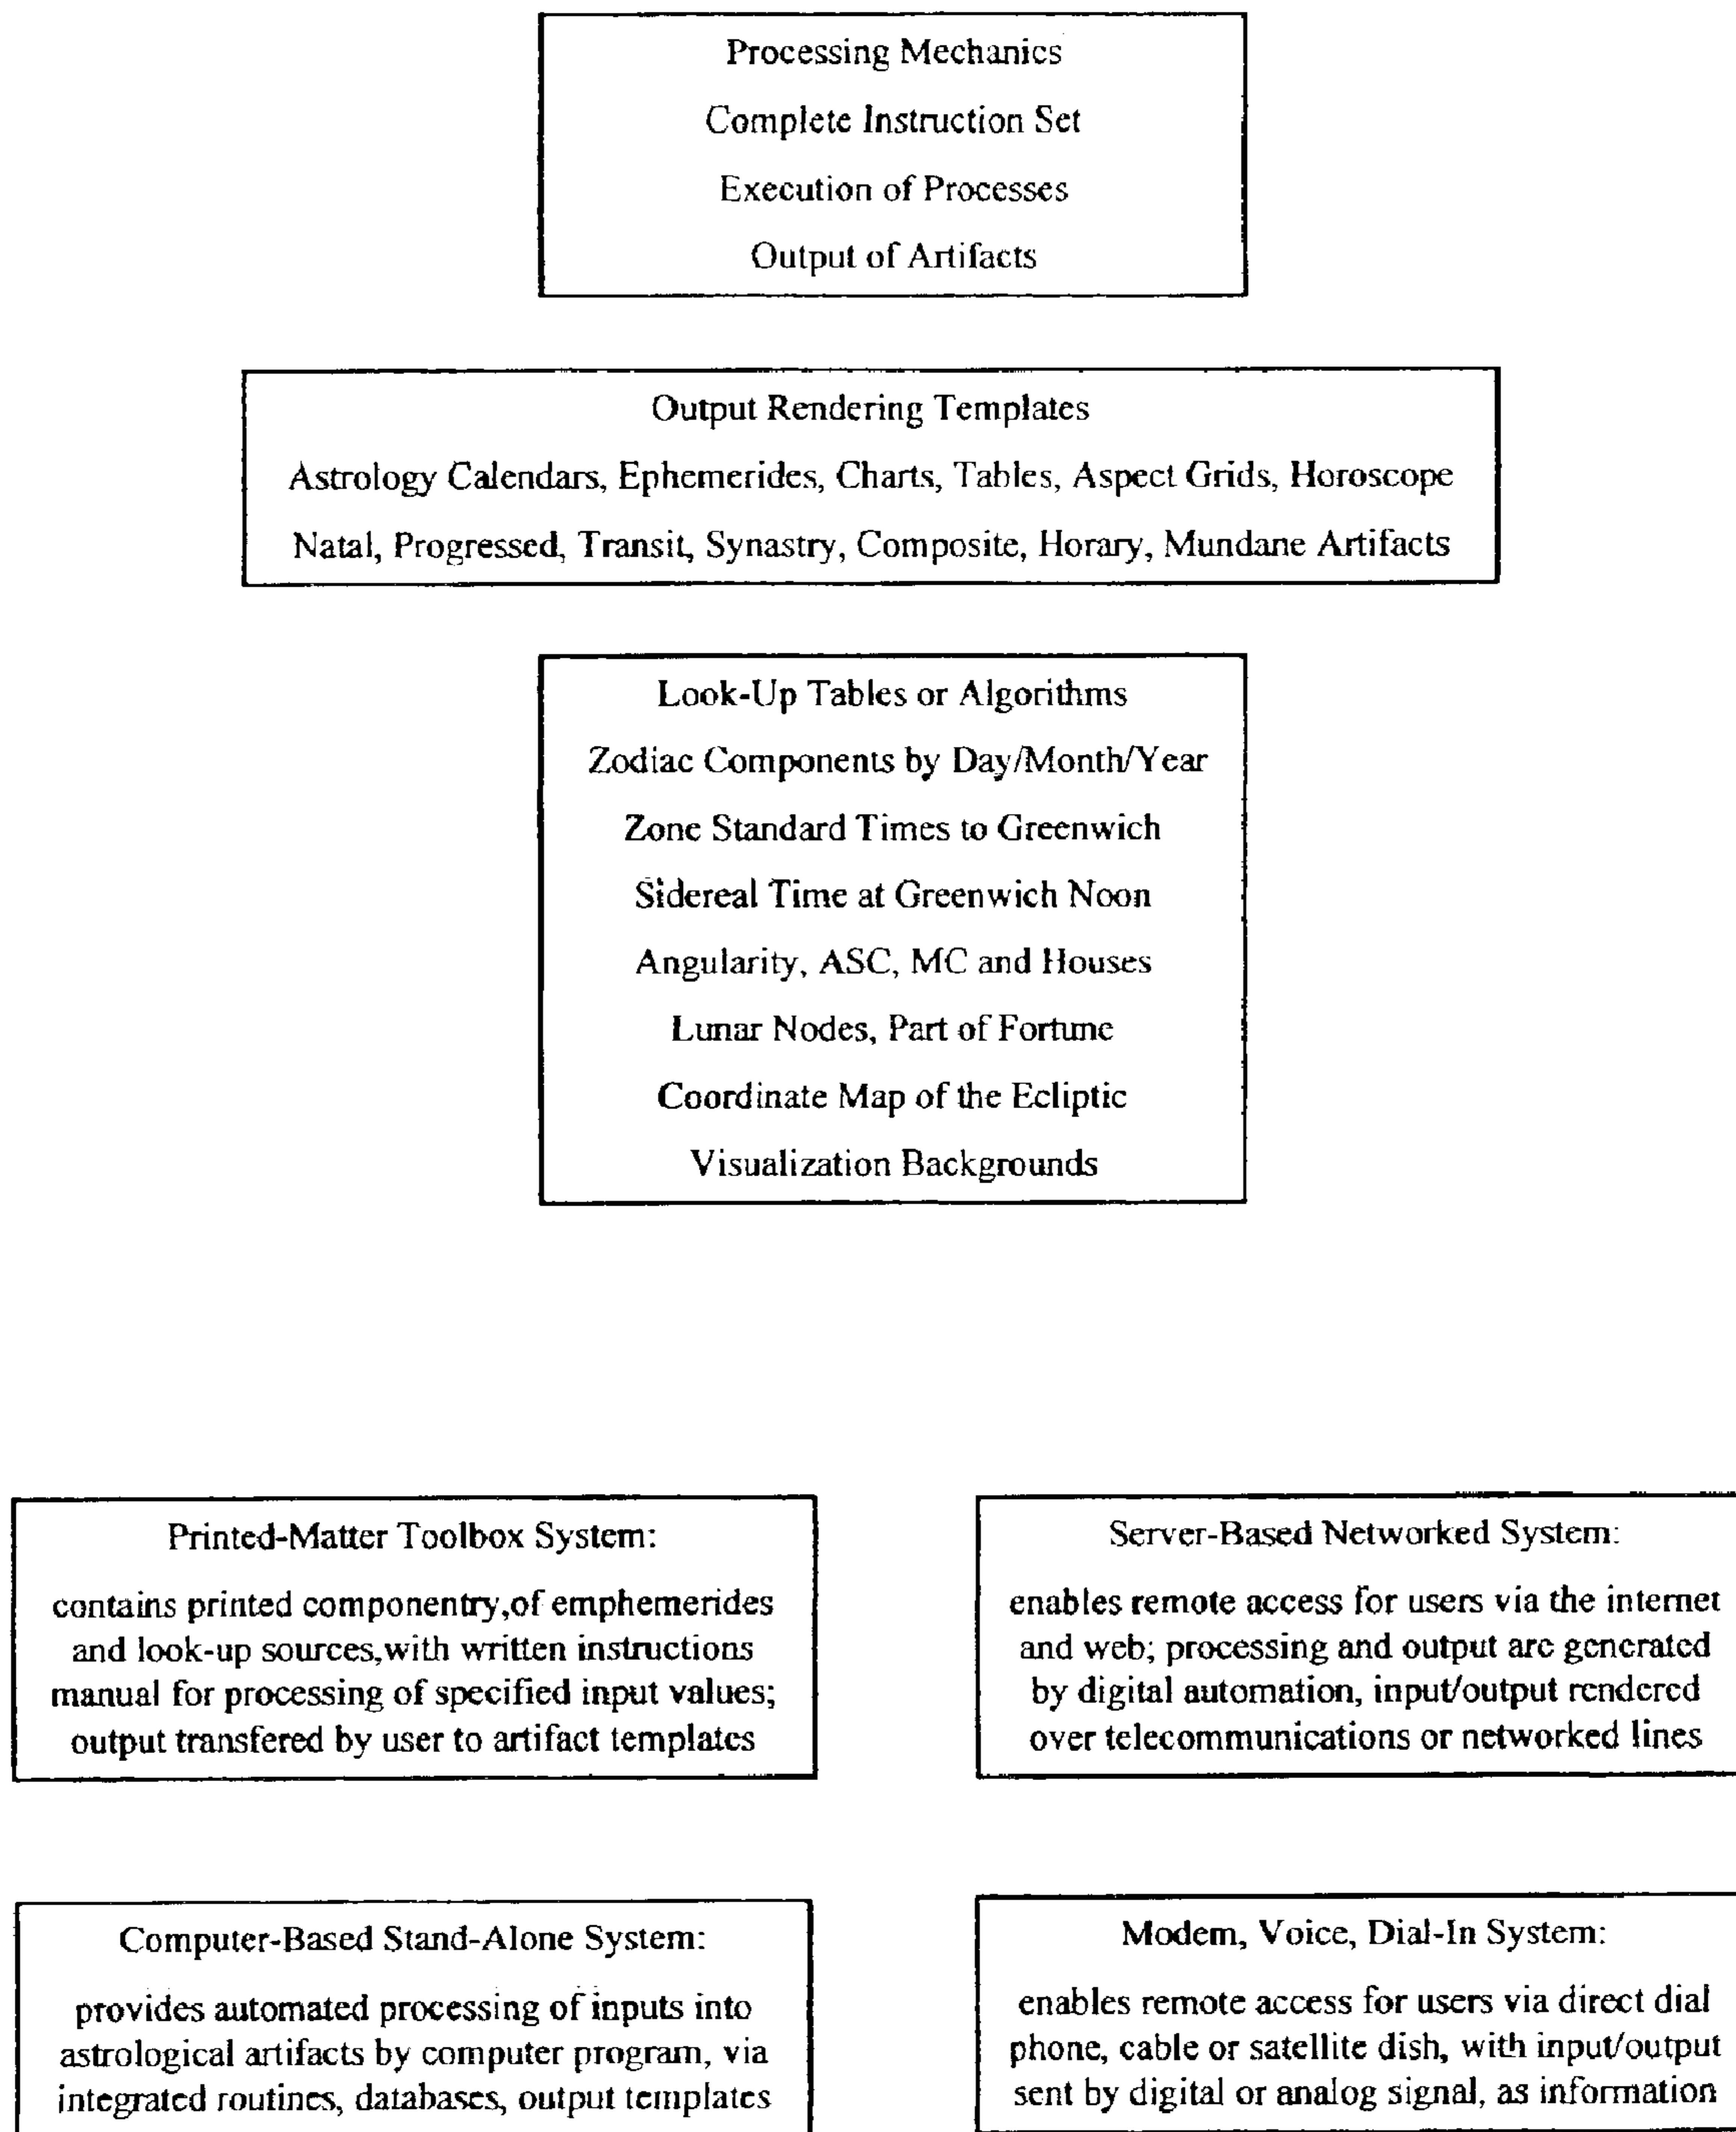 Processing Mechanics
Complete Instruction Set
Execution of Processes
Output of Artifacts
Output Rendering Templates
Astrology Calendars, Ephemerides, Charts, Tables, Aspect Grids, Horoscope
Natal, Progressed, Transit, Synastry, Composite, Horary, Mundane Artifacts
Look-Up Tables or Algorithms
Zodiac Components by Day/Month/Year
Zone Standard Times to Greenwich
Sidereal Time at Greenwich Noon
Angularity, ASC, MC and Houses
Lunar Nodes, Part of Fortune
Coordinate Map of the Ecliptic
Visualization Backgrounds
Printed-Matter Toolbox System:
contains printed componentry,of emphemerides
and look-up sources,with written instructions
manual for processing of specified input values;
output transfered by user to artifact templates
Server-Based Networked System:
enables remote access for users via the internet
and web; processing and output are generated
by digital automation, input/output rendered
over telecommunications or networked lines
Computer-Based Stand-Alone System:
provides automated processing of inputs into
astrological artifacts by computer program, via
integrated routines, databases, output templates
Modem, Voice, Dial-In System:
enables remote access for users via direct dial
phone, cable or satellite dish, with input/output
sent by digital or analog signal, as information